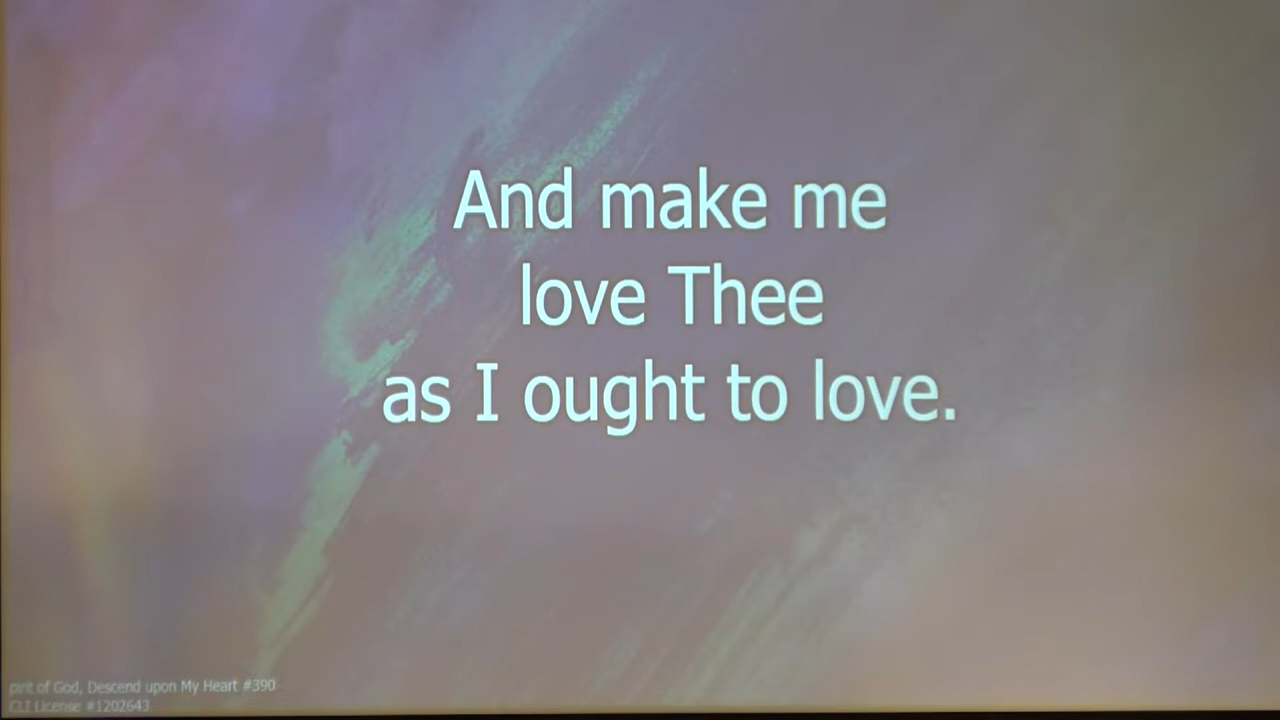 And make me
love Thee
as I ought to love.
pirit of God, Descend upon My Heart #390
License #1202643